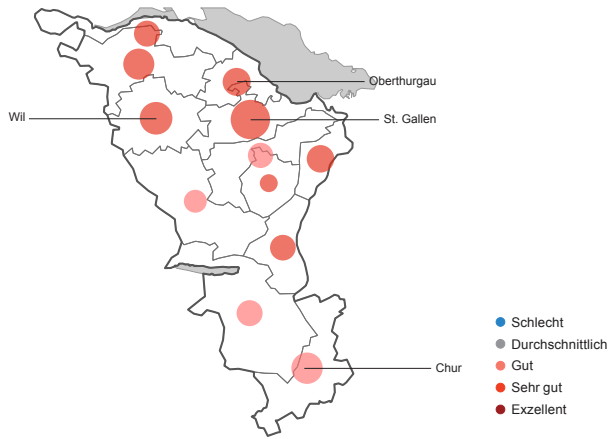 Oberthurgau
Wil
St. Gallen
Chur
Schlecht
Durchschnittlich
Gut
Sehr gut
Exzellent